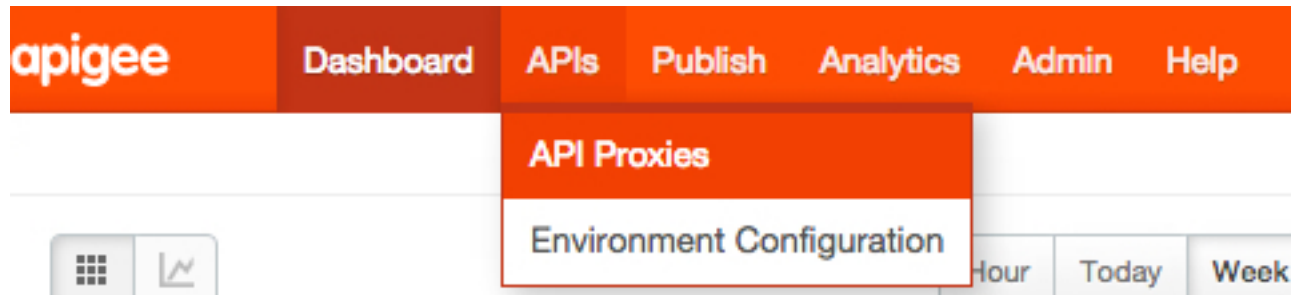 apigee Dashboard APIs Publish Analytics Admin Help
API Proxies
Environment Configuration
Hour Today Week